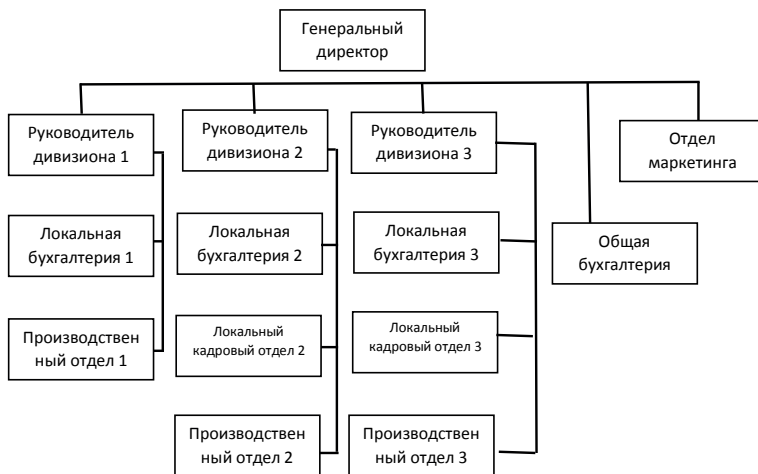 Генеральный
директор
Руководитель
дивизиона 1
Руководитель
дивизиона 2
Руководитель
дивизиона 3
Отдел
маркетинга
Локальная
бухгалтерия 1
Локальная
бухгалтерия 2
Локальная
бухгалтерия 3
Общая
бухгалтерия
Производствен
ный отдел 1
Локальный
кадровый отдел 2
Локальный
кадровый отдел 3
Производствен
ный отдел 2
Производствен
ный отдел 3